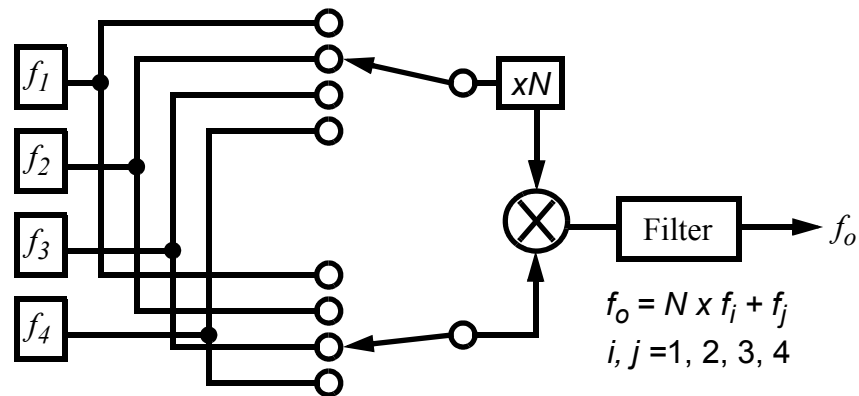 f1
f2
f3
f4
xN
Filter
fo
fo = N x fi + fj
i, j =1, 2, 3, 4